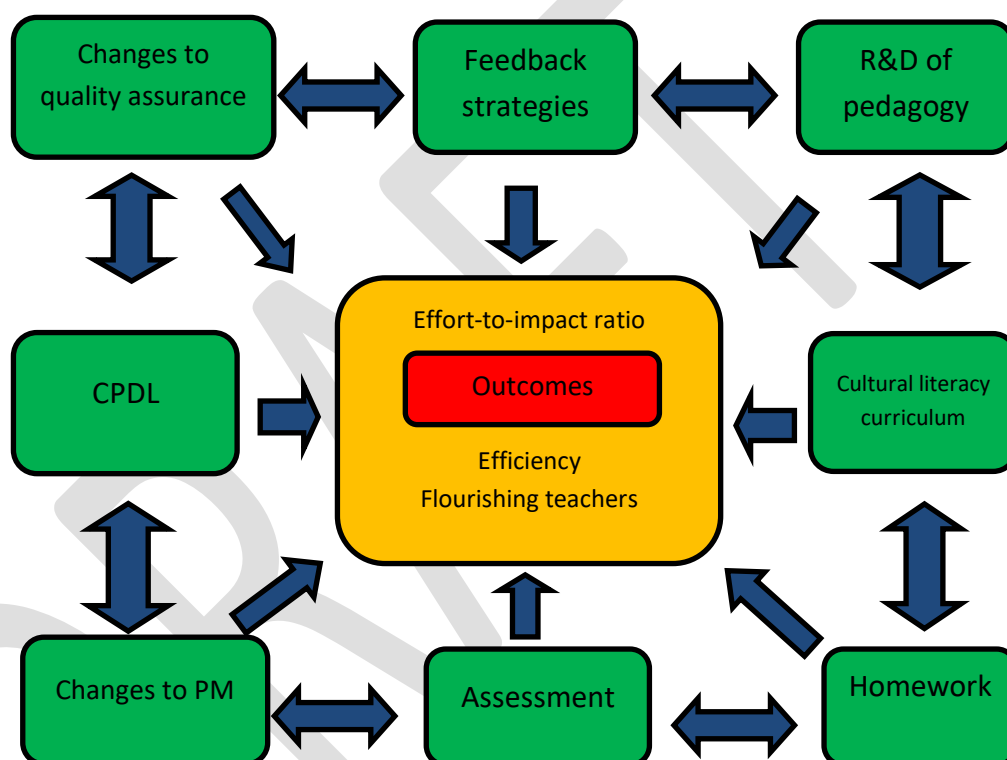 Changes to
quality assurance
Feedback
strategies
R&D of
pedagogy
Effort-to-impact ratio
CPDL
Outcomes
Cultural literacy
curriculum
Efficiency
Flourishing teachers
Changes to PM
Assessment
Homework
DRAFT